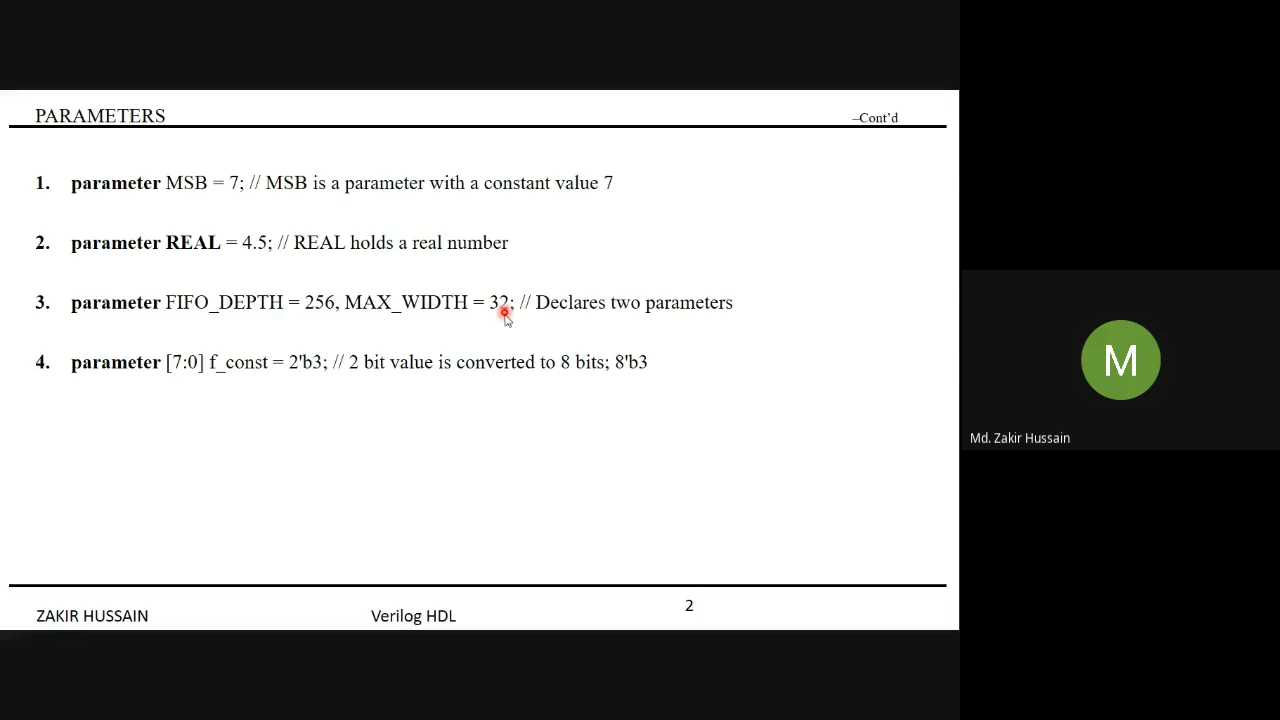 PARAMETERS
–Cont'd
1. parameter MSB = 7; // MSB is a parameter with a constant value 7
2. parameter REAL = 4.5; // REAL holds a real number
3. parameter FIFO_DEPTH = 256, MAX_WIDTH = 32; // Declares two parameters
4. parameter [7:0] f_const = 2'b3; // 2 bit value is converted to 8 bits; 8'b3
ZAKIR HUSSAIN
Verilog HDL
2
M
Md. Zakir Hussain